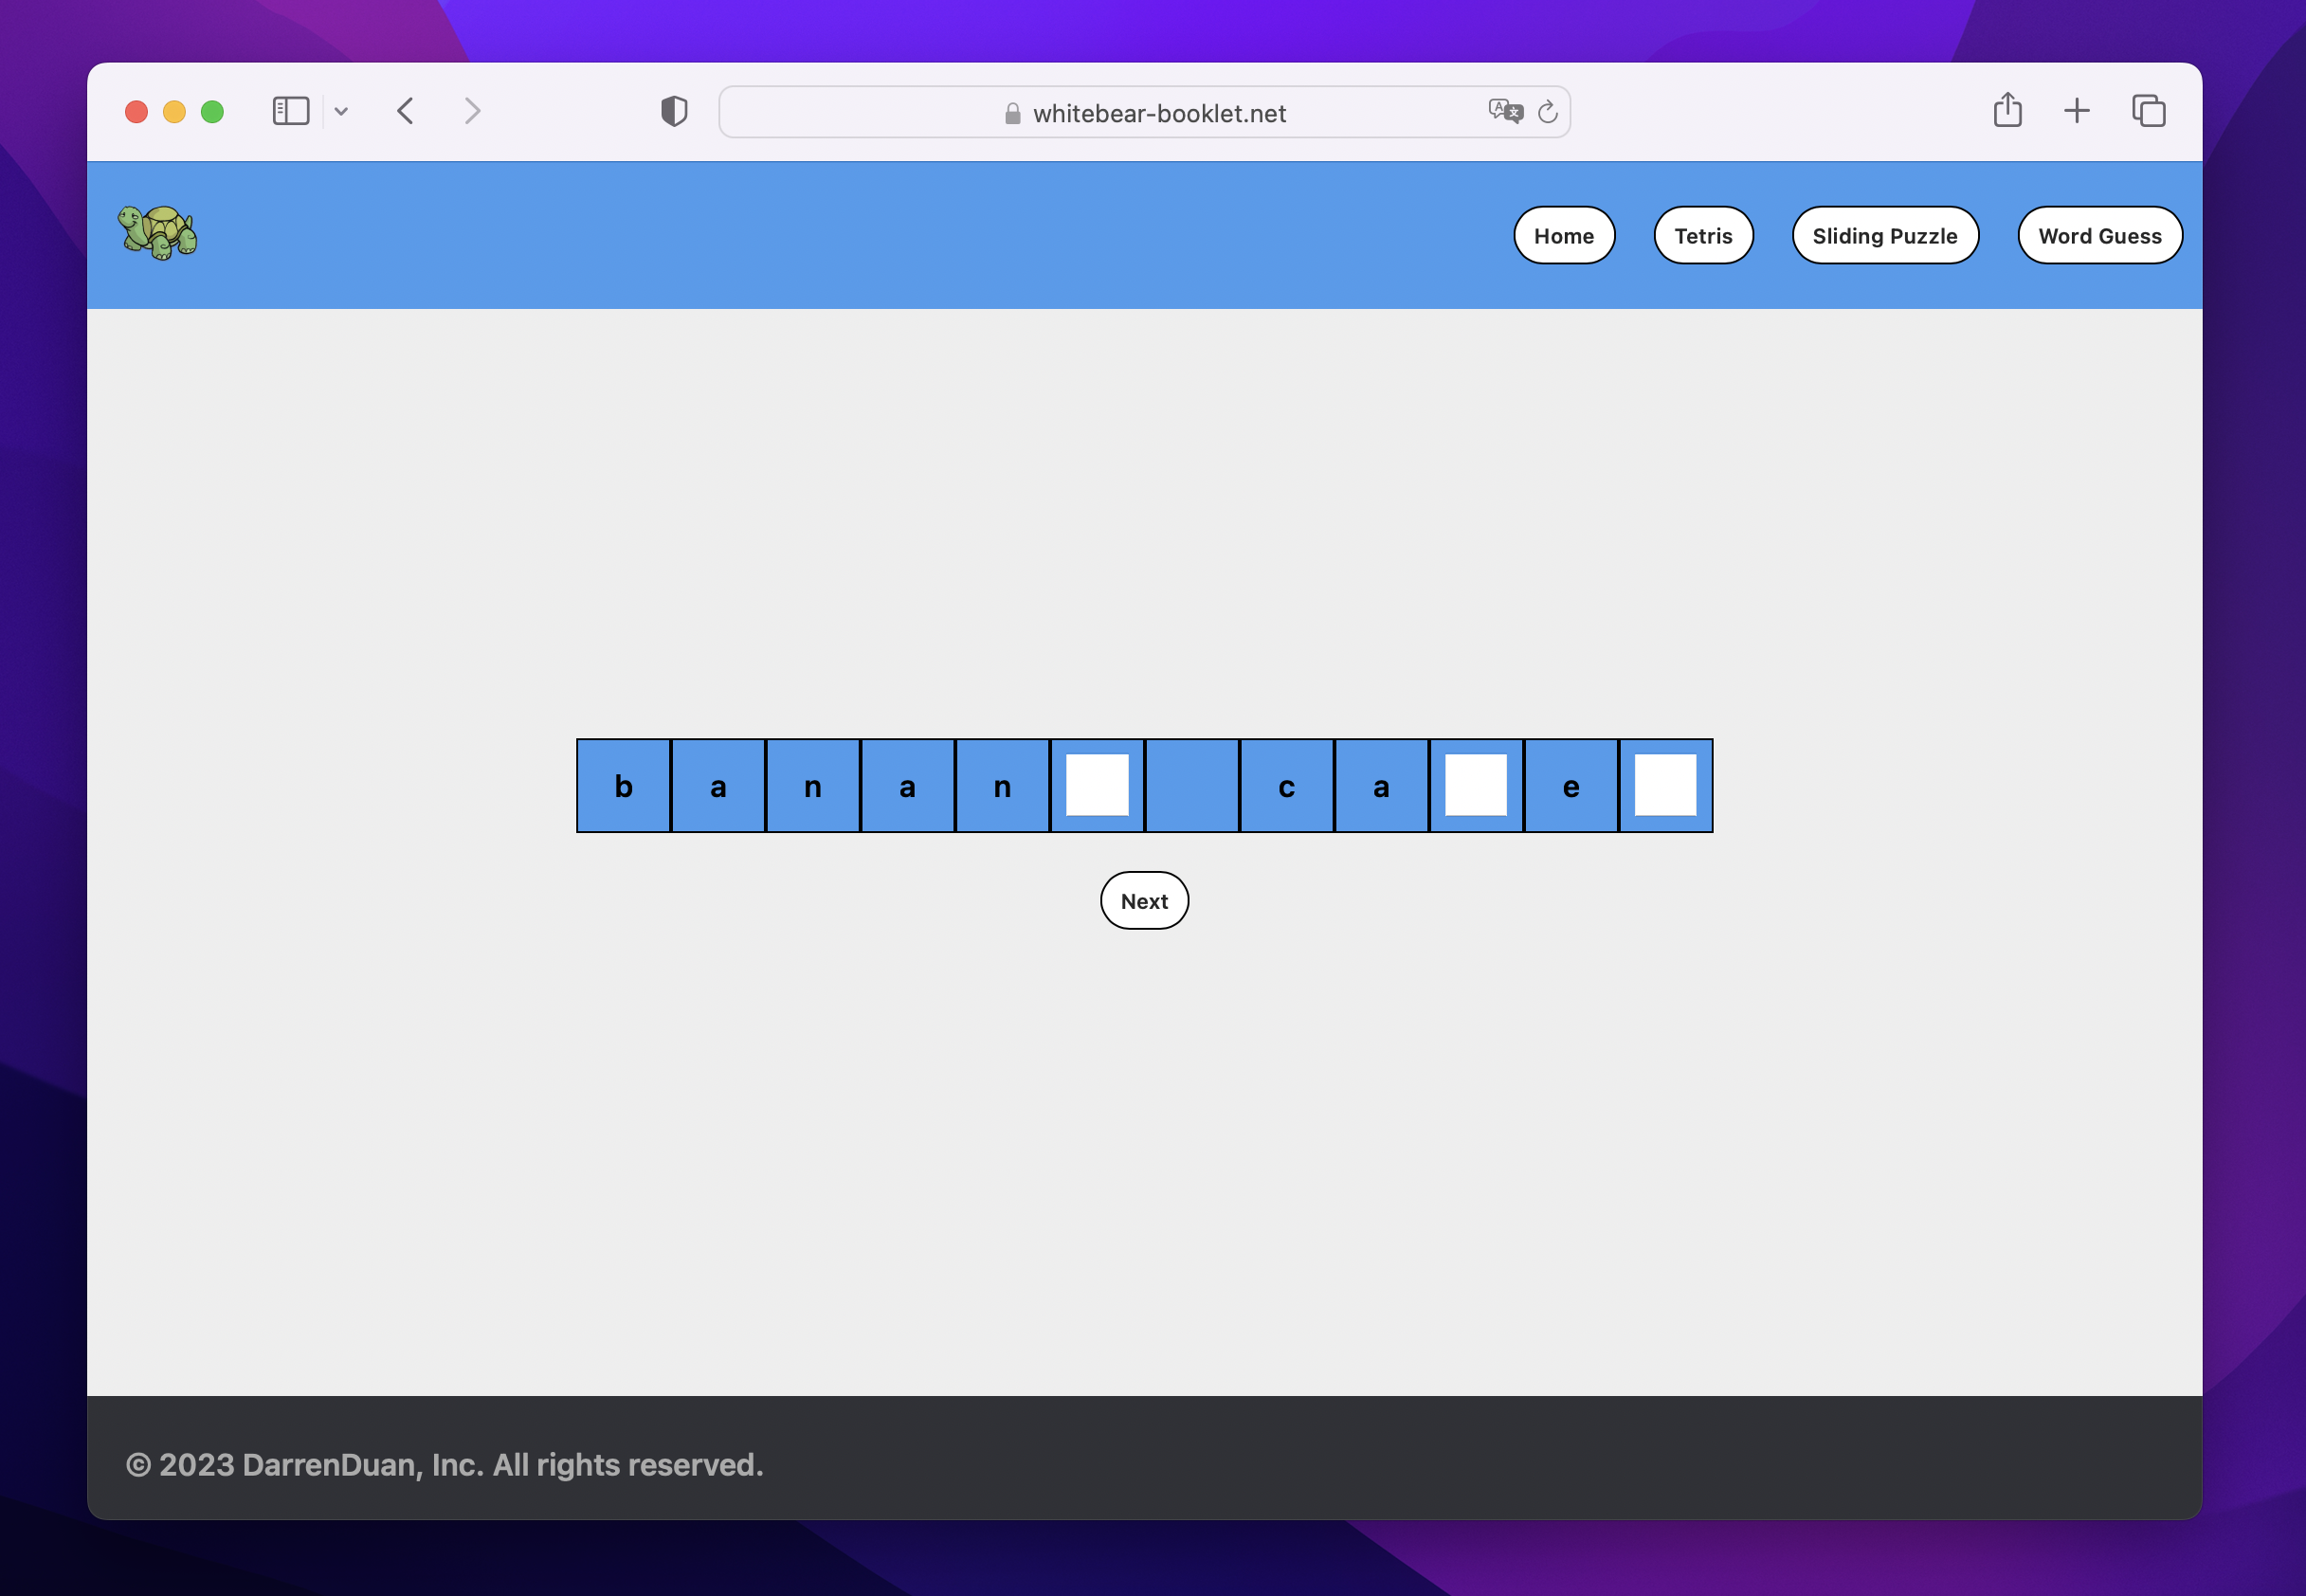 whitebear-booklet.net
Home Tetris Sliding Puzzle Word Guess
b a n a n c a e
Next
© 2023 DarrenDuan, Inc. All rights reserved.